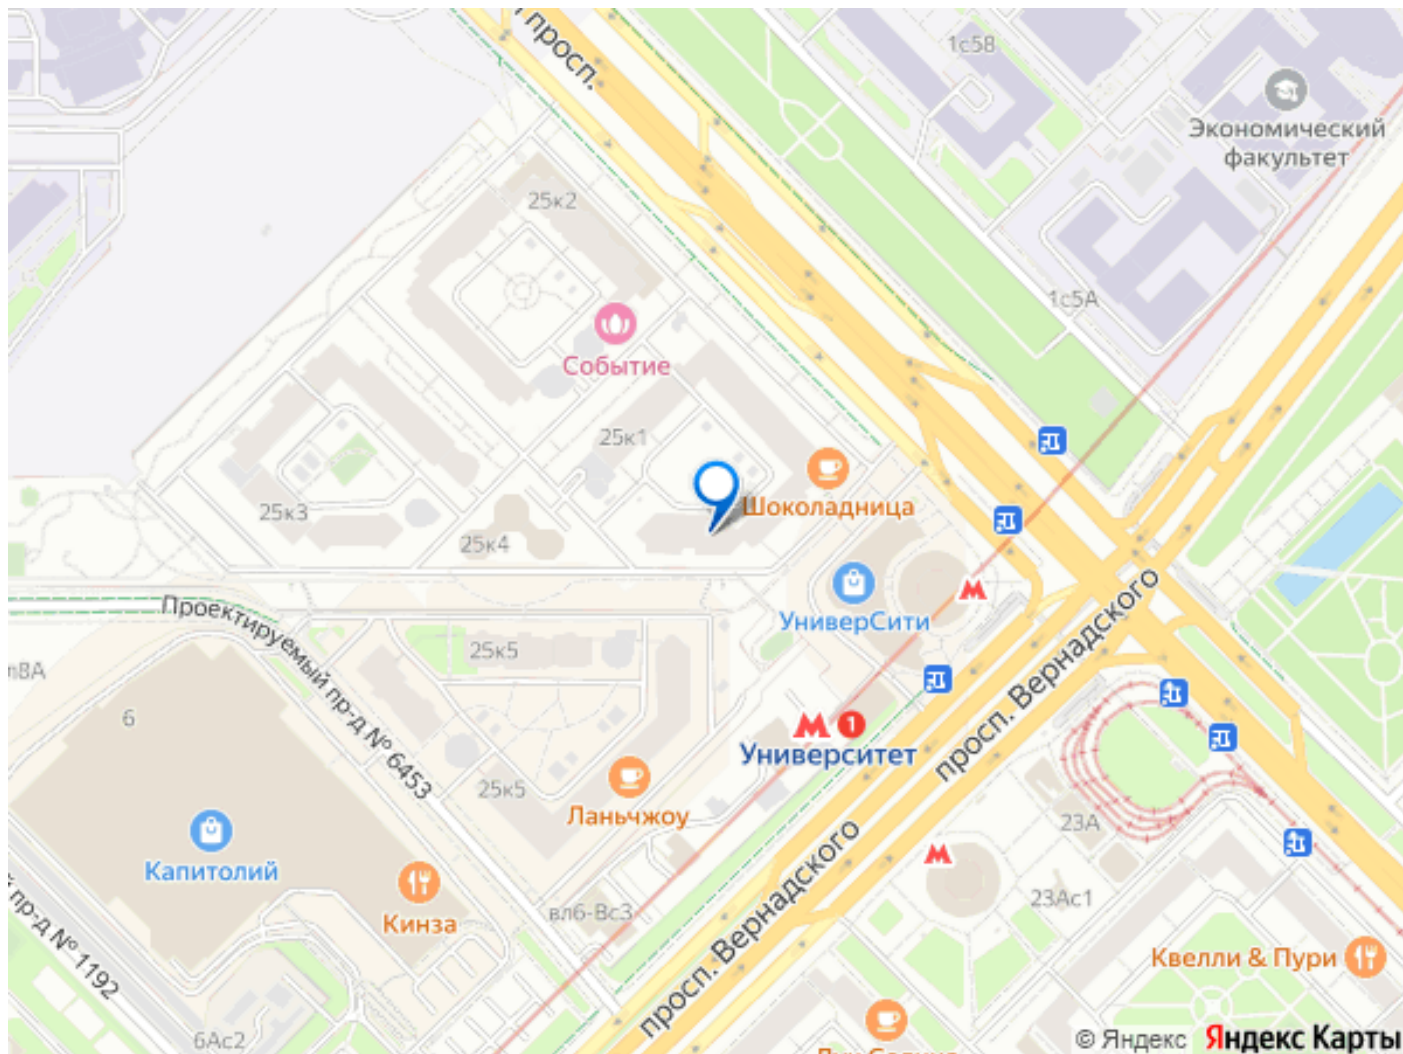 просп.
1с58
Экономический
факультет
25к2
1с5А
Событие
25к1
Шоколадница
25к3
25к4
УниверСити
Проектируемый пр-д № 6453
просп. Вернадского
25к5
6
Университет
1
25к5
Ланьчжоу
23А
Капитолий
Кинза
вл6-Вс3
23Ас1
просп. Вернадского
Квелли & Пури
пр-д № 1192
6Ас2
© Яндекс Яндекс Карты